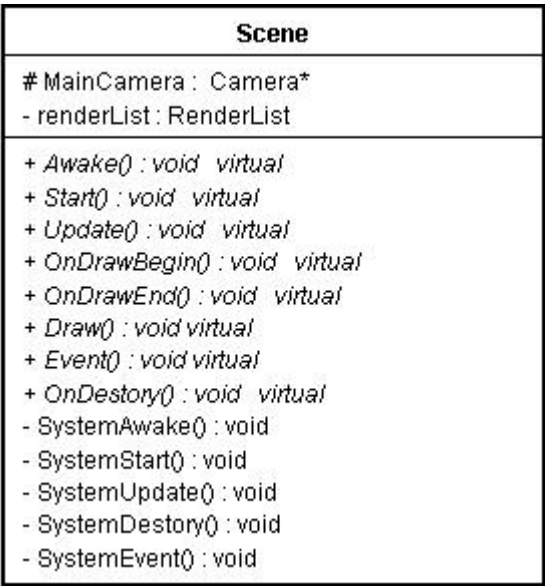 Scene
# MainCamera : Camera*
- renderList : RenderList
+ Awake() : void virtual
+ Start() : void virtual
+ Update() : void virtual
+ OnDrawBegin() : void virtual
+ OnDrawEnd() : void virtual
+ Draw() : void virtual
+ Event() : void virtual
+ OnDestory() : void virtual
- SystemAwake() : void
- SystemStart() : void
- SystemUpdate() : void
- SystemDestory() : void
- SystemEvent() : void